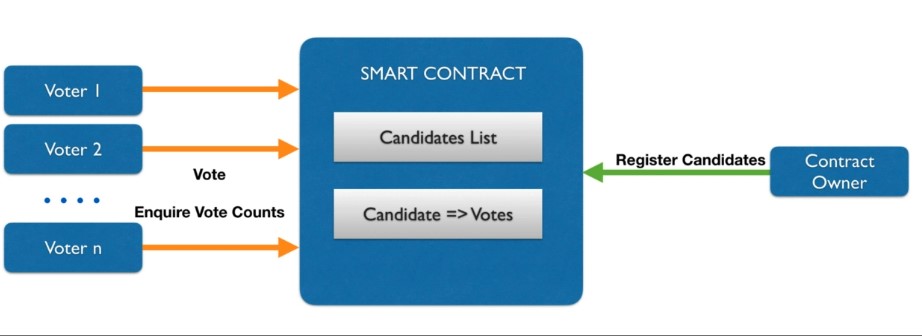 SMART CONTRACT
Voter 1
Candidates List
Voter 2
Register Candidates
Contract
Owner
Vote
Enquire Vote Counts
Candidate => Votes
Voter n